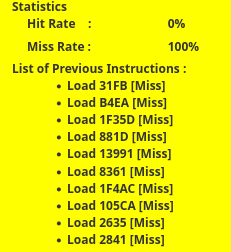 Statistics
Hit Rate : 0%
Miss Rate : 100%
List of Previous Instructions :
• Load 31FB [Miss]
• Load B4EA [Miss]
• Load 1F35D [Miss]
• Load 881D [Miss]
• Load 13991 [Miss]
• Load 8361 [Miss]
• Load 1F4AC [Miss]
• Load 105CA [Miss]
• Load 2635 [Miss]
• Load 2841 [Miss]